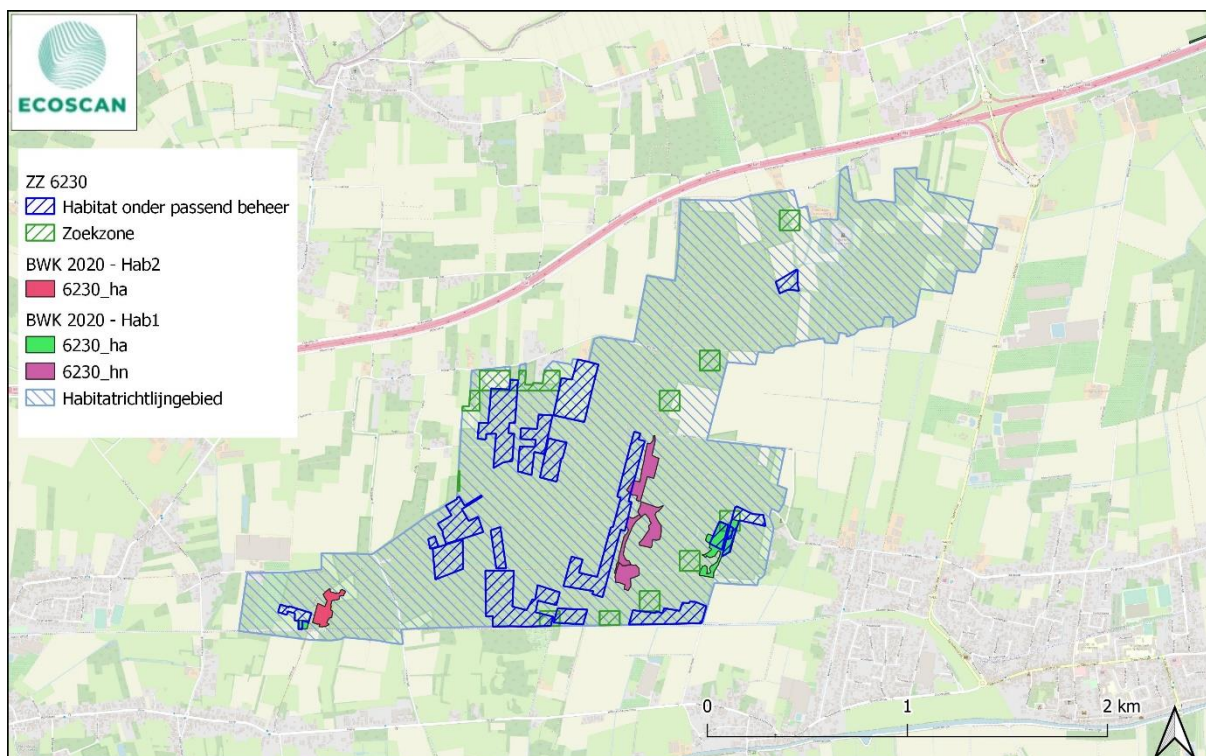 ECOSCAN
ZZ 6230
Habitat onder passend beheer
Zoekzone
BWK 2020 - Hab2
6230_ha
BWK 2020 - Hab1
6230_ha
6230_hn
Habitatrichtlijngebied
0 1 2 km